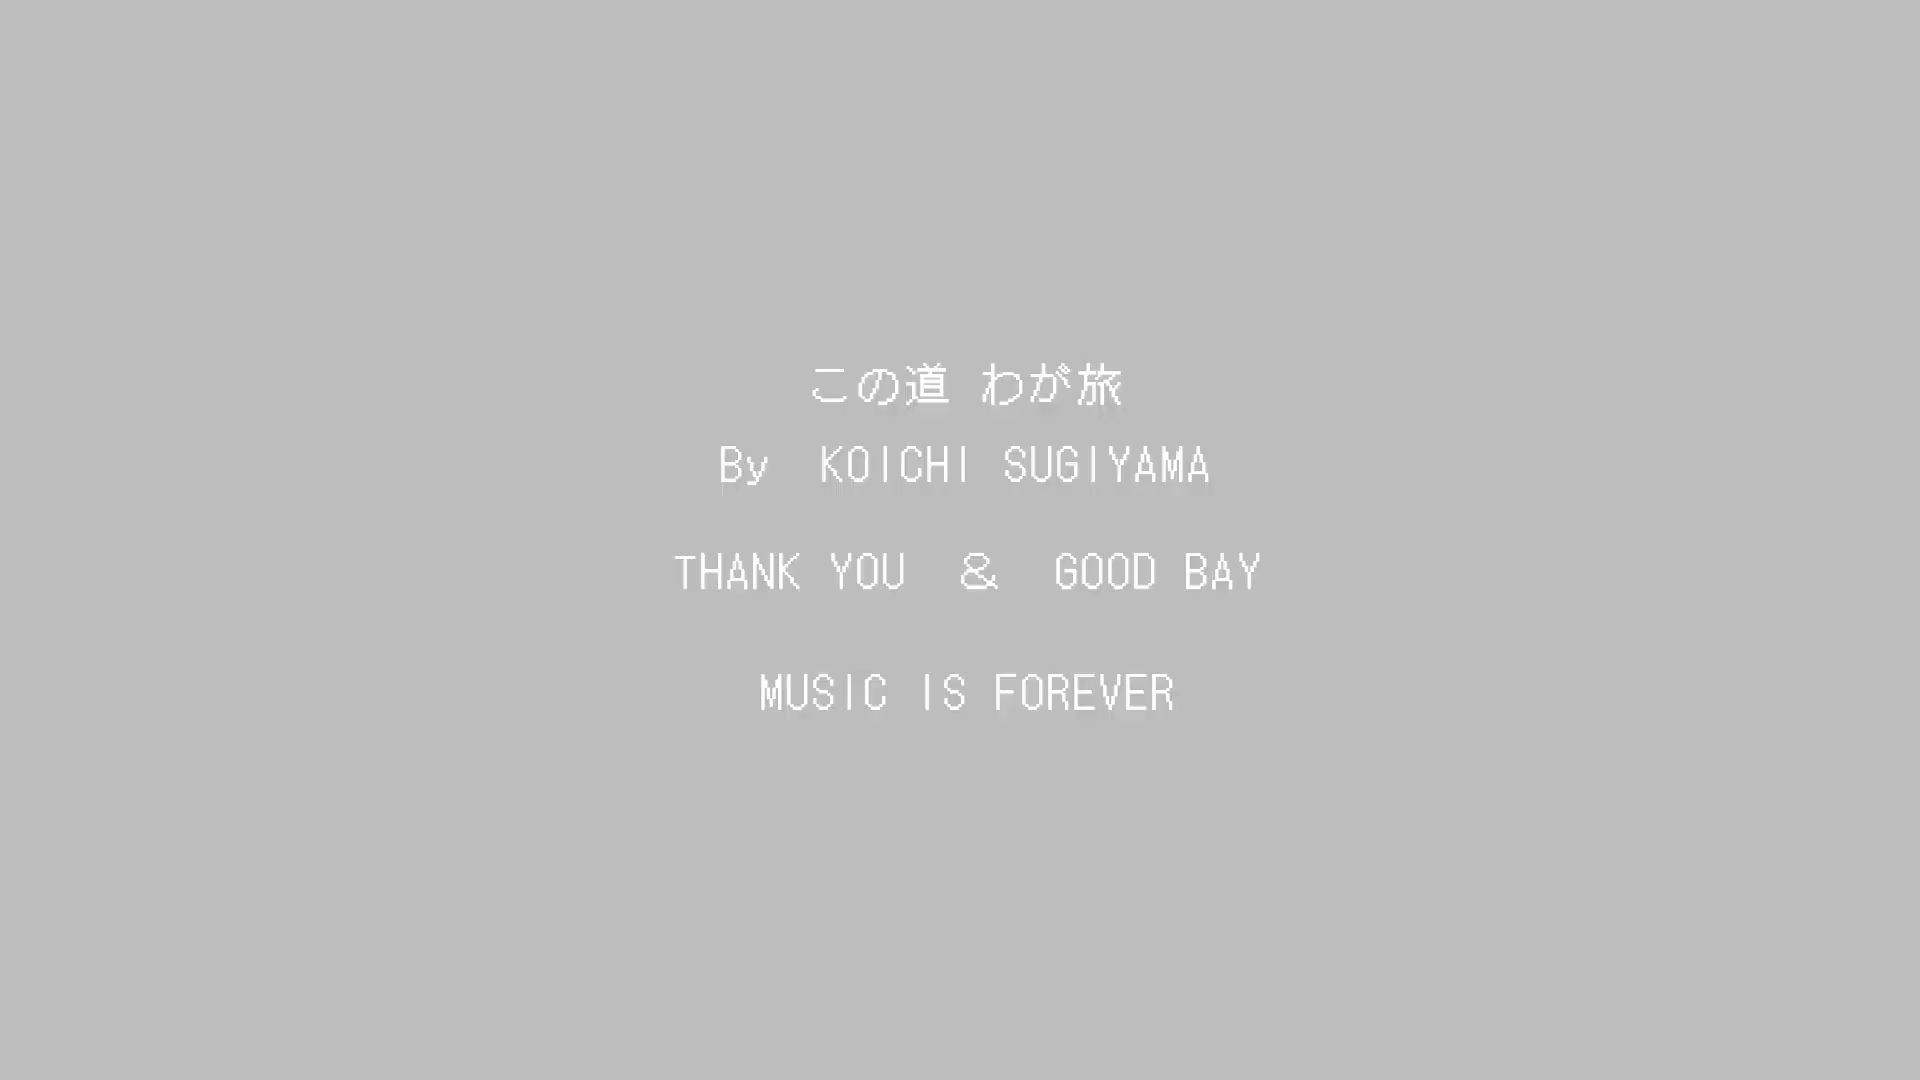 この道 わが旅
By KOICHI SUGIYAMA
THANK YOU & GOOD BAY
MUSIC IS FOREVER